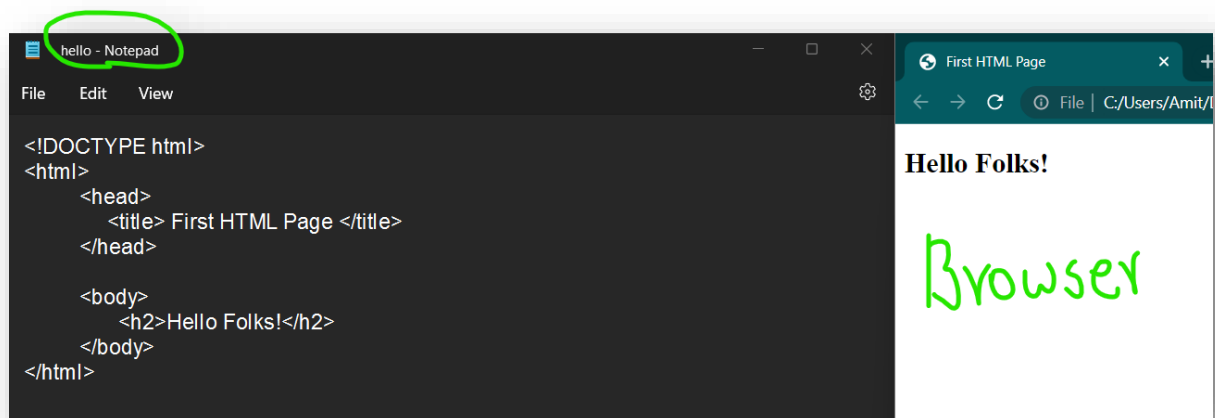 hello - Notepad
File Edit View
<!DOCTYPE html>
<html>
<head>
<title> First HTML Page </title>
</head>
<body>
<h2>Hello Folks!</h2>
</body>
</html>
First HTML Page
File | C:/Users/Amit/
Hello Folks!
Browser